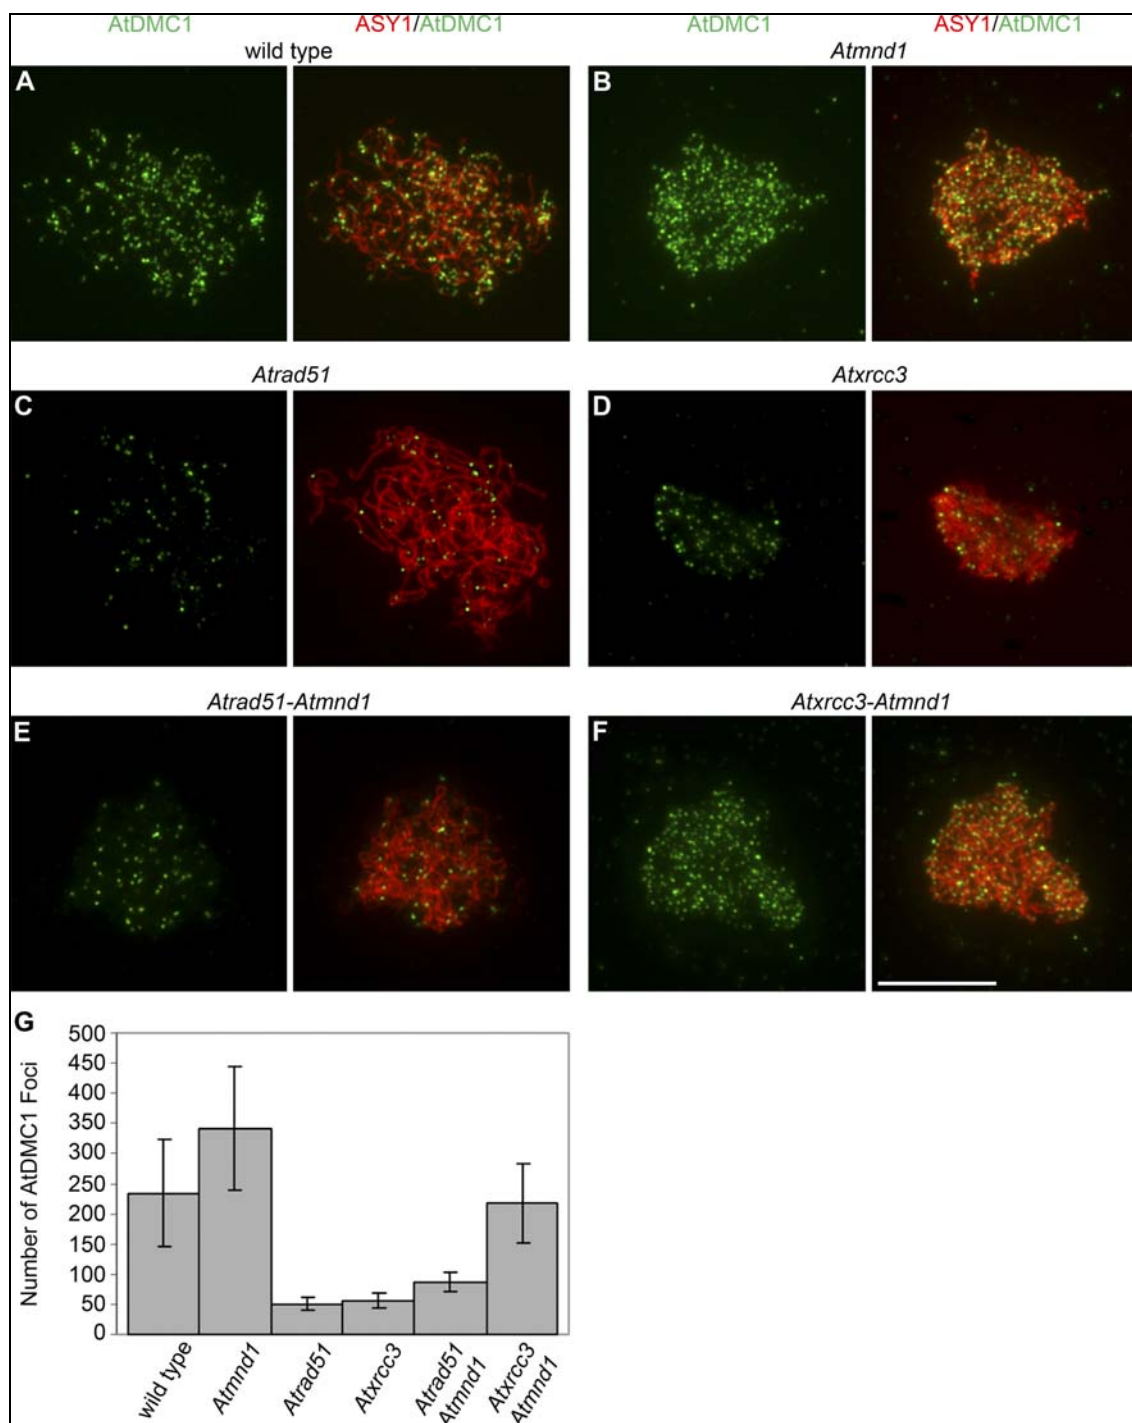 AtDMC1 ASY1/AtDMC1 AtDMC1 ASY1/AtDMC1
wild type Atmnd1
A B
Atrad51 Atxrcc3
C D
Atrad51-Atmnd1 Atxrcc3-Atmnd1
E F
G
Number of AtDMC1 Foci
500
450
400
350
300
250
200
150
100
50
0
wild type
Atmnd1
Atrad51
Atxrcc3
Atrad51
Atmnd1
Atxrcc3
Atmnd1